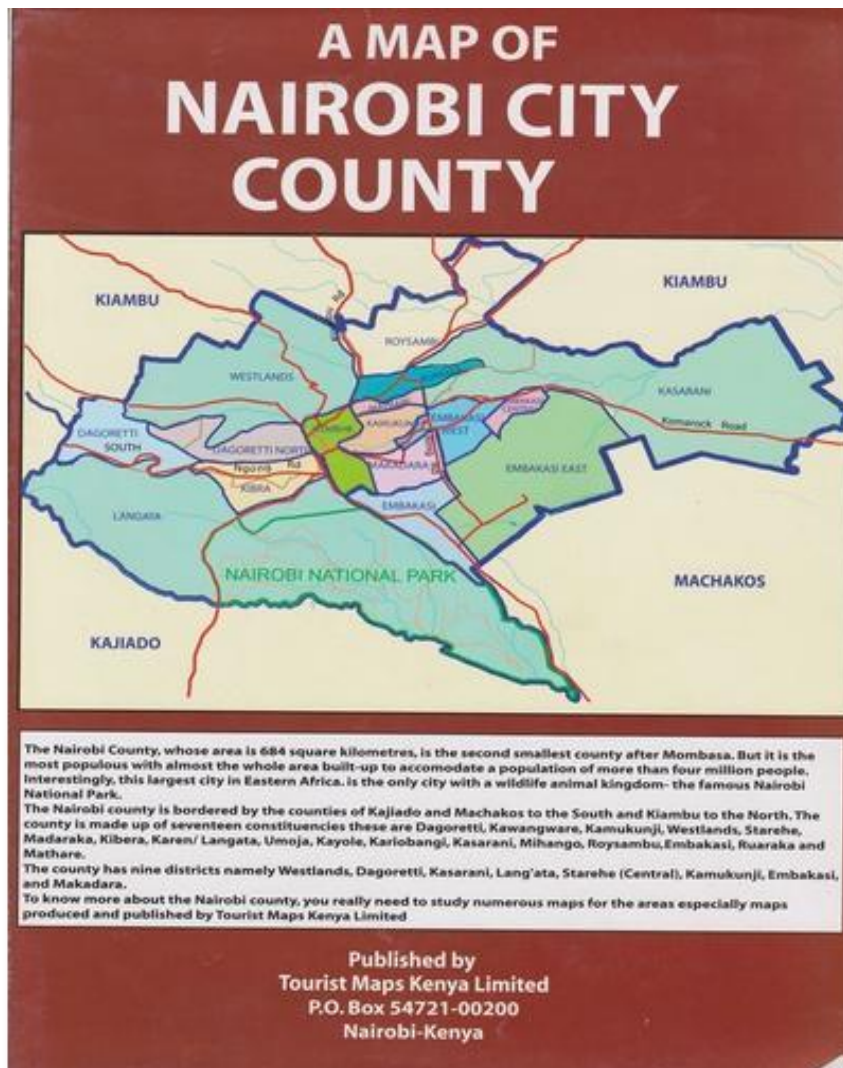 A MAP OF
NAIROBI CITY
COUNTY
KIAMBU
KIAMBU
Rd
ROYSAMBU
WESTLANDS
KASARANI
EMBAKASI
CENTRAL
KAMUKUNJI
EMBAKASI
WEST
Komarock Road
DAGORETTI
SOUTH
DAGORETTI NORTH
Ngong Rd
MAKADARA
EMBAKASI EAST
KIBRA
EMBAKASI
LANGATA
NAIROBI NATIONAL PARK
MACHAKOS
KAJIADO
The Nairobi County, whose area is 684 square kilometres, is the second smallest county after Mombasa. But it is the
most populous with almost the whole area built-up to accomodate a population of more than four million people.
Interestingly, this largest city in Eastern Africa. is the only city with a wildlife animal kingdom- the famous Nairobi
National Park.
The Nairobi county is bordered by the counties of Kajiado and Machakos to the South and Kiambu to the North. The
county is made up of seventeen constituencies these are Dagoretti, Kawangware, Kamukunji, Westlands, Starehe,
Madaraka, Kibera, Karen/ Langata, Umoja, Kayole, Kariobangi, Kasarani, Mihango, Roysambu,Embakasi, Ruaraka and
Mathare.
The county has nine districts namely Westlands, Dagoretti, Kasarani, Lang'ata, Starehe (Central), Kamukunji, Embakasi,
and Makadara.
To know more about the Nairobi county, you really need to study numerous maps for the areas especially maps
produced and published by Tourist Maps Kenya Limited
Published by
Tourist Maps Kenya Limited
P.O. Box 54721-00200
Nairobi-Kenya